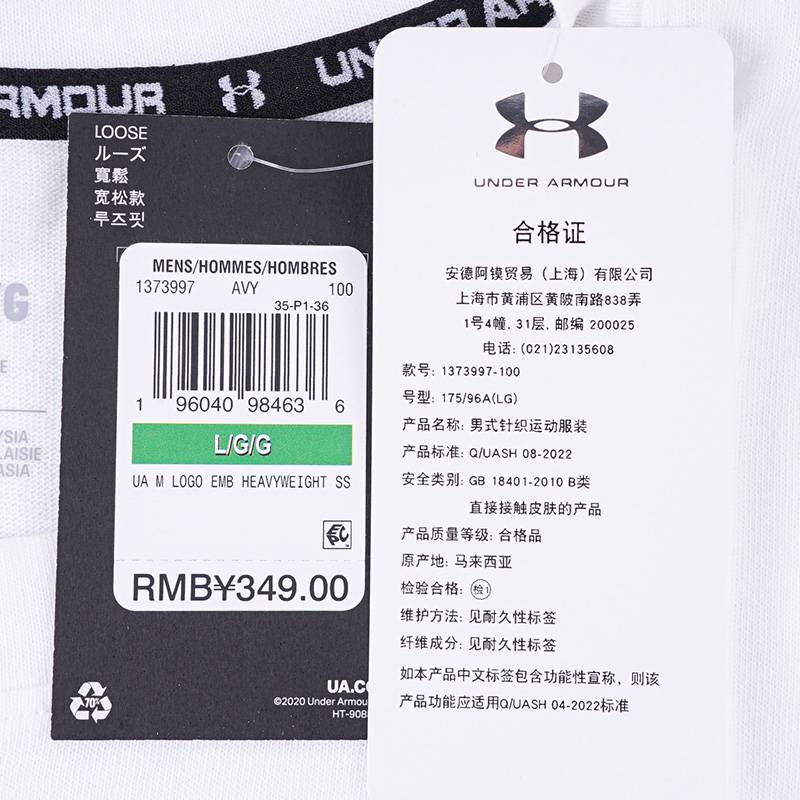 ARMOUR
UNDER AR
LOOSE
ルーズ
寬鬆
宽松款
루즈핏
MENS/HOMMES/HOMBRES
1373997 AVY 100
35-P1-36
1 96040 98463 6
L/G/G
UA M LOGO EMB HEAVYWEIGHT SS
RMB¥349.00
70%
UA.CO
©2020 Under Armou
HT-908
UNDER ARMOUR
合格证
安德阿镆贸易（上海）有限公司
上海市黄浦区黄陂南路838弄
1号4幢, 31层, 邮编 200025
电话: (021)23135608
款号: 1373997-100
号型: 175/96A(LG)
产品名称: 男式针织运动服装
产品标准: Q/UASH 08-2022
安全类别: GB 18401-2010 B类
直接接触皮肤的产品
产品质量等级: 合格品
原产地: 马来西亚
检验合格: 检1
维护方法: 见耐久性标签
纤维成分: 见耐久性标签
如本产品中文标签包含功能性宣称，则该
产品功能应适用Q/UASH 04-2022标准
/G
E
YSIA
LAISIE
ASIA